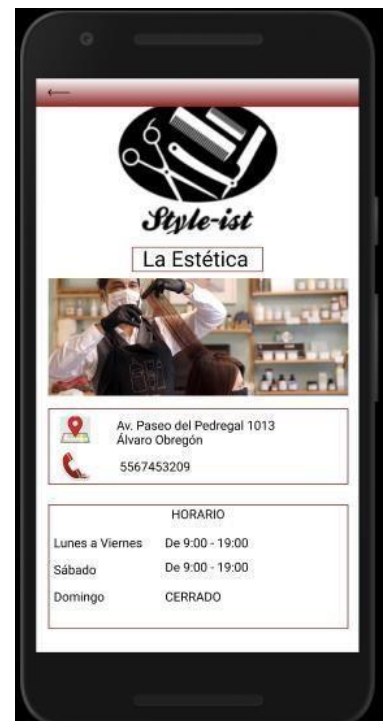 Style-ist
La Estética
Av. Paseo del Pedregal 1013
Álvaro Obregón
5567453209
HORARIO
Lunes a Viernes De 9:00 - 19:00
Sábado De 9:00 - 19:00
Domingo CERRADO